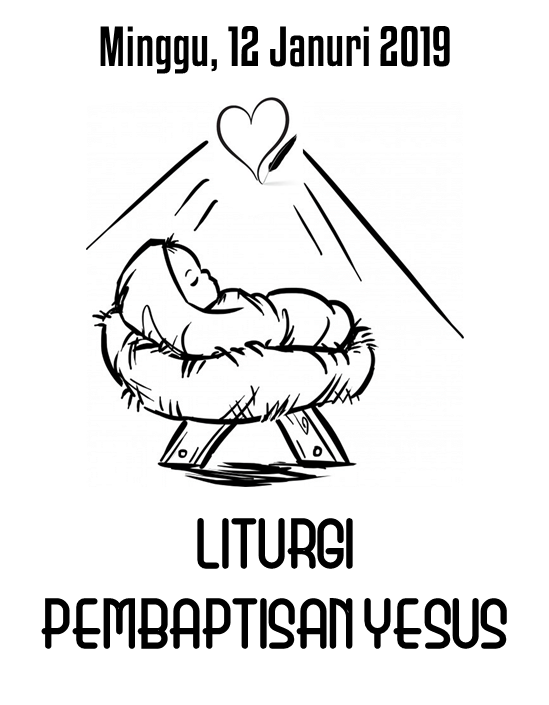 Minggu, 12 Januri 2019
LITURGI
PEMBAPTISAN YESUS